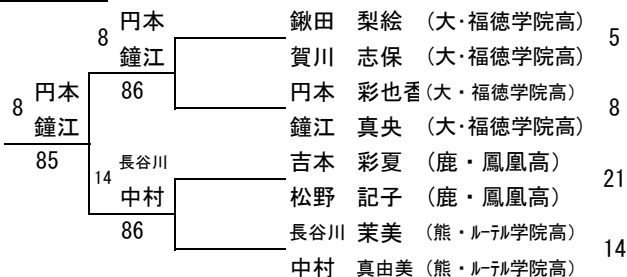 円本 鍬田 梨絵 (大・福徳学院高) 5
8 鐘江 賀川 志保 (大・福徳学院高)
円本 86 円本 彩也香 (大・福徳学院高) 8
8 鐘江 鐘江 真央 (大・福徳学院高)
85 長谷川 吉本 彩夏 (鹿・鳳凰高) 21
14 中村 松野 記子 (鹿・鳳凰高)
86 長谷川 茉美 (熊・ルーテル学院高) 14
中村 真由美 (熊・ルーテル学院高)